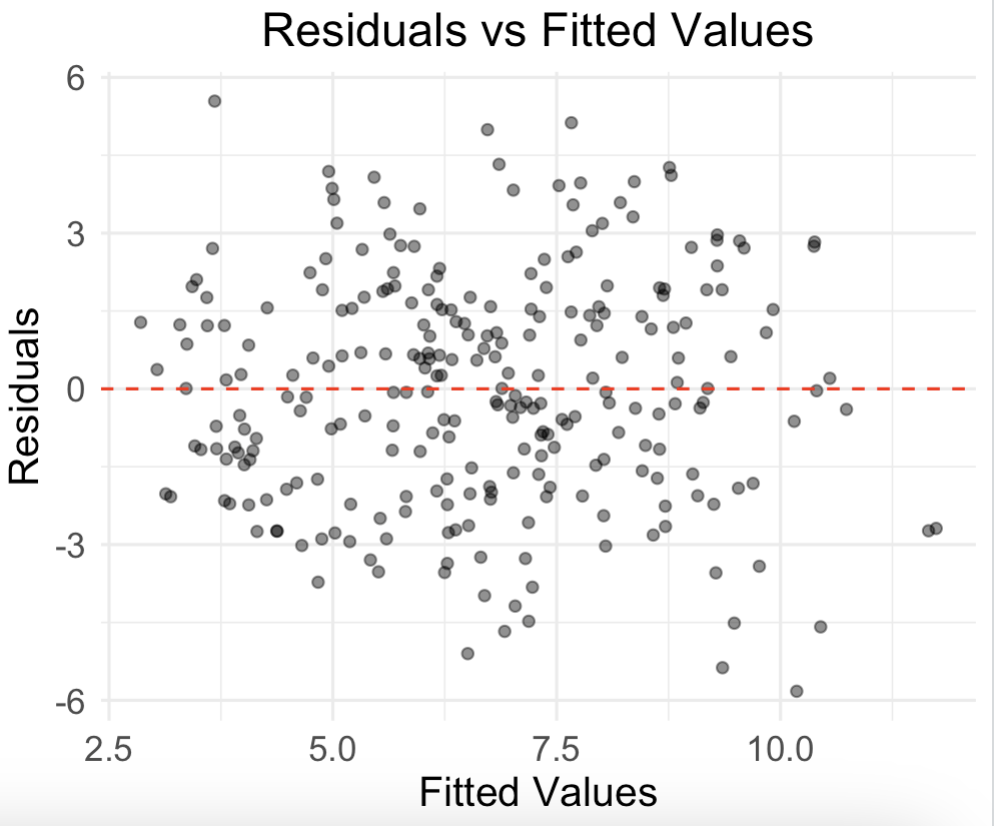 Residuals vs Fitted Values
6
3
0
-3
-6
Residuals
2.5 5.0 7.5 10.0
Fitted Values